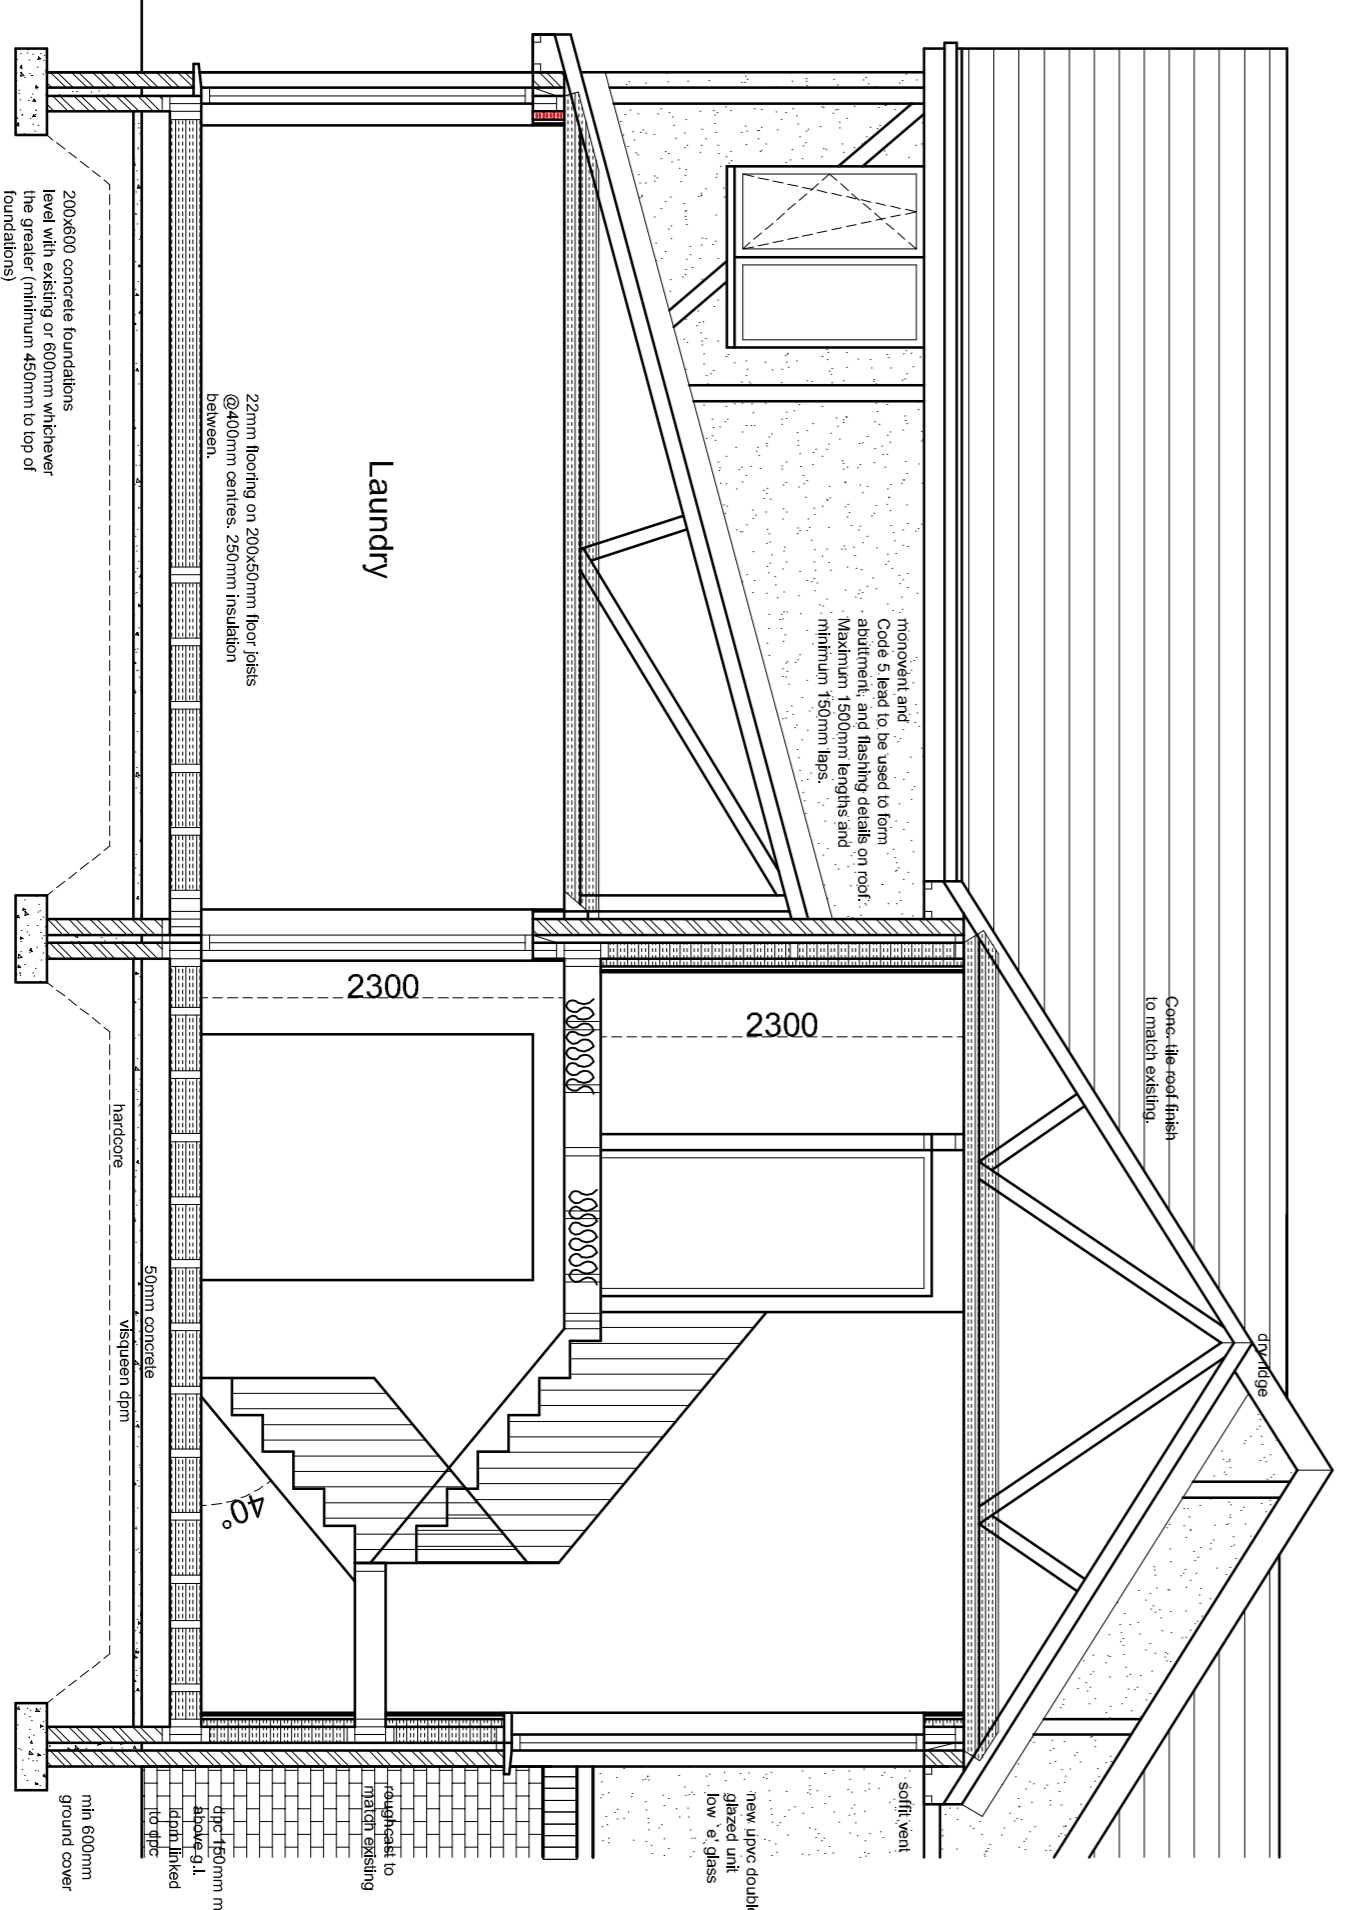 Conc. tile roof finish
to match existing.
dry ridge
monovent and
Code 5 lead to be used to form
abuttment, and flashing details on roof.
Maximum 1500mm lengths and
minimum 150mm laps.
soffit vent
2300
new upvc double
glazed unit
low 'e' glass
Laundry
2300
roughcast to
match existing
22mm flooring on 200x50mm floor joists
@400mm centres. 250mm insulation
between.
40°
dpc 150mm m
above g.l.
dpm linked
to dpc
50mm concrete
visqueen dpm
hardcore
min 600mm
ground cover
200x600 concrete foundations
level with existing or 600mm whichever
the greater (minimum 450mm to top of
foundations)